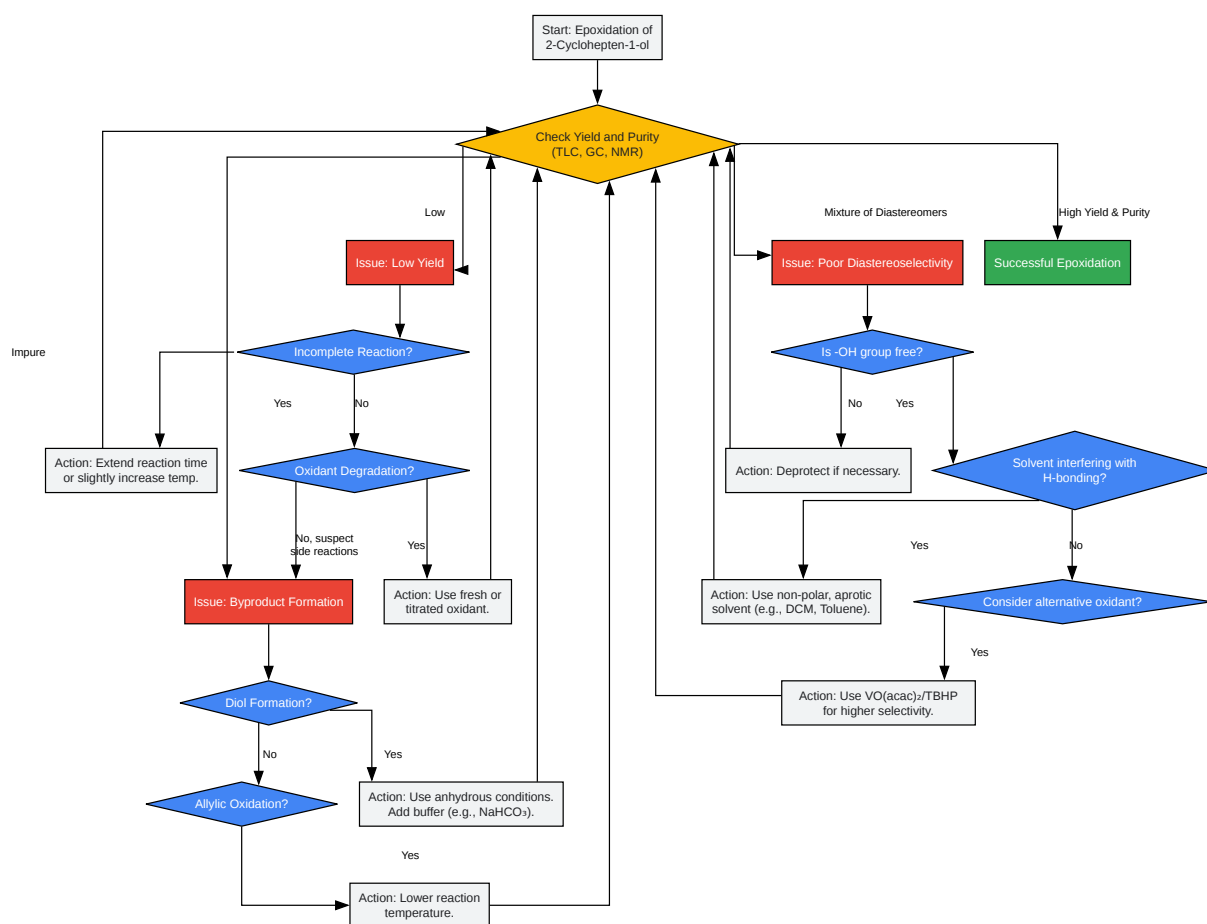 Start: Epoxidation of
2-Cyclohepten-1-ol
Check Yield and Purity
(TLC, GC, NMR)
Low
Mixture of Diastereomers
High Yield & Purity
Issue: Low Yield
Issue: Poor Diastereoselectivity
Successful Epoxidation
Impure
Incomplete Reaction?
Is -OH group free?
Yes
No
No
Yes
Action: Extend reaction time
or slightly increase temp.
Oxidant Degradation?
Action: Deprotect if necessary.
Solvent interfering with
H-bonding?
No, suspect
side reactions
Yes
Yes
No
Issue: Byproduct Formation
Action: Use fresh or
titrated oxidant.
Action: Use non-polar, aprotic
solvent (e.g., DCM, Toluene).
Consider alternative oxidant?
Yes
Diol Formation?
Action: Use VO(acac)₂/TBHP
for higher selectivity.
No
Yes
Allylic Oxidation?
Action: Use anhydrous conditions.
Add buffer (e.g., NaHCO₃).
Yes
Action: Lower reaction
temperature.